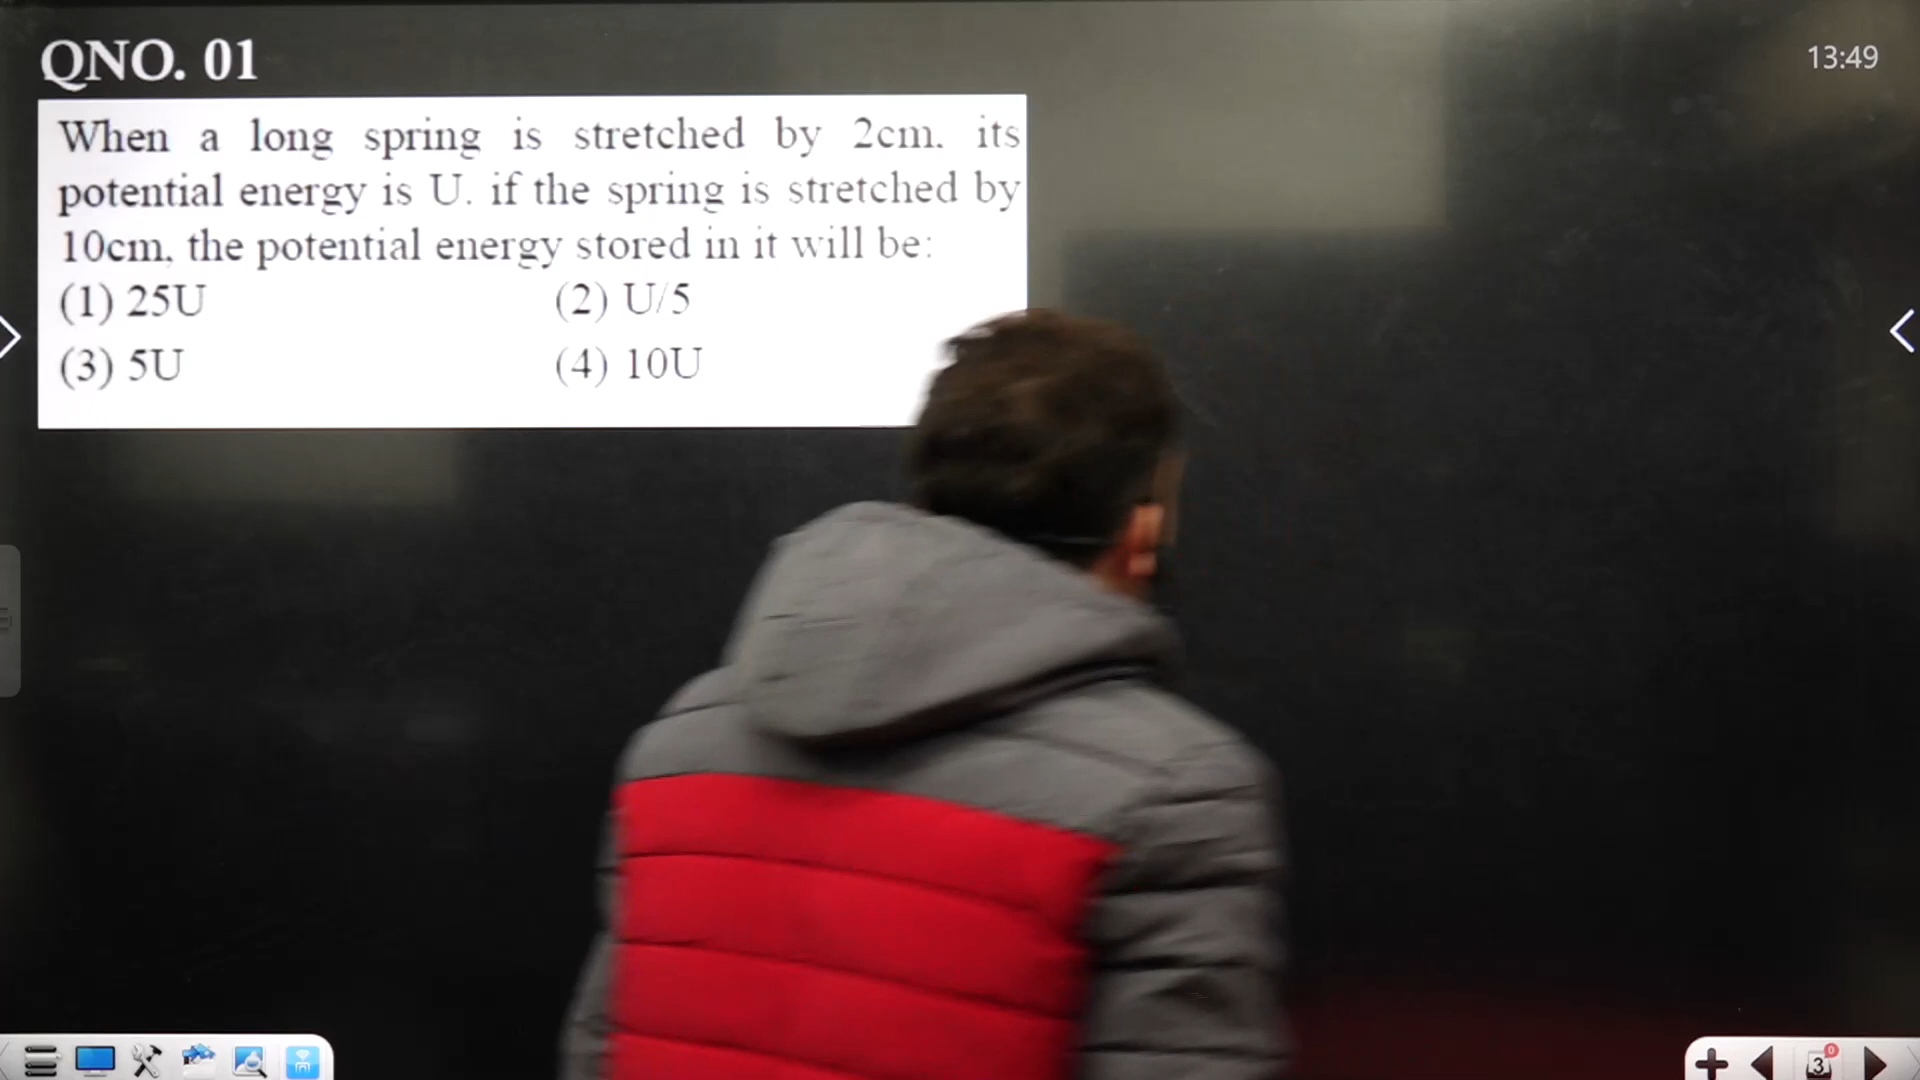 QNO. 01
13:49
When a long spring is stretched by 2cm. its
potential energy is U. if the spring is stretched by
10cm, the potential energy stored in it will be:
(1) 25U (2) U/5
(3) 5U (4) 10U
3
0